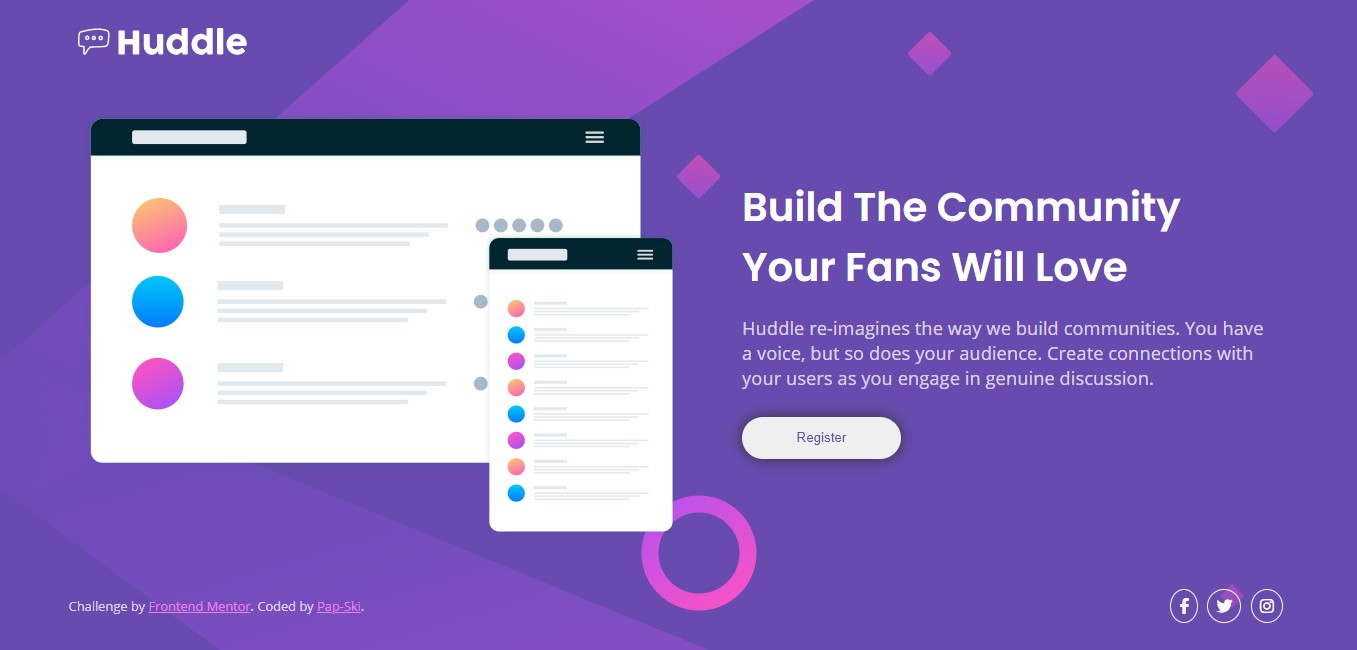 Huddle
Build The Community
Your Fans Will Love
Huddle re-imagines the way we build communities. You have
a voice, but so does your audience. Create connections with
your users as you engage in genuine discussion.
Register
Challenge by Frontend Mentor. Coded by Pap-Ski.